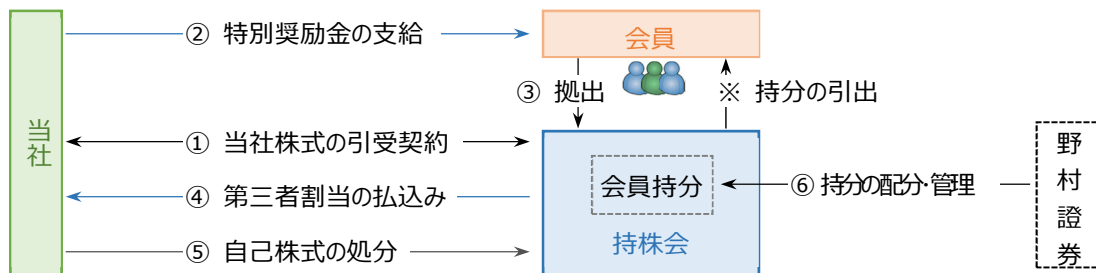 ② 特別奨励金の支給
会員
③ 拠出
※ 持分の引出
当社
① 当社株式の引受契約
会員持分
④ 第三者割当の払込み
⑥ 持分の配分・管理
⑤ 自己株式の処分
持株会
野村證券